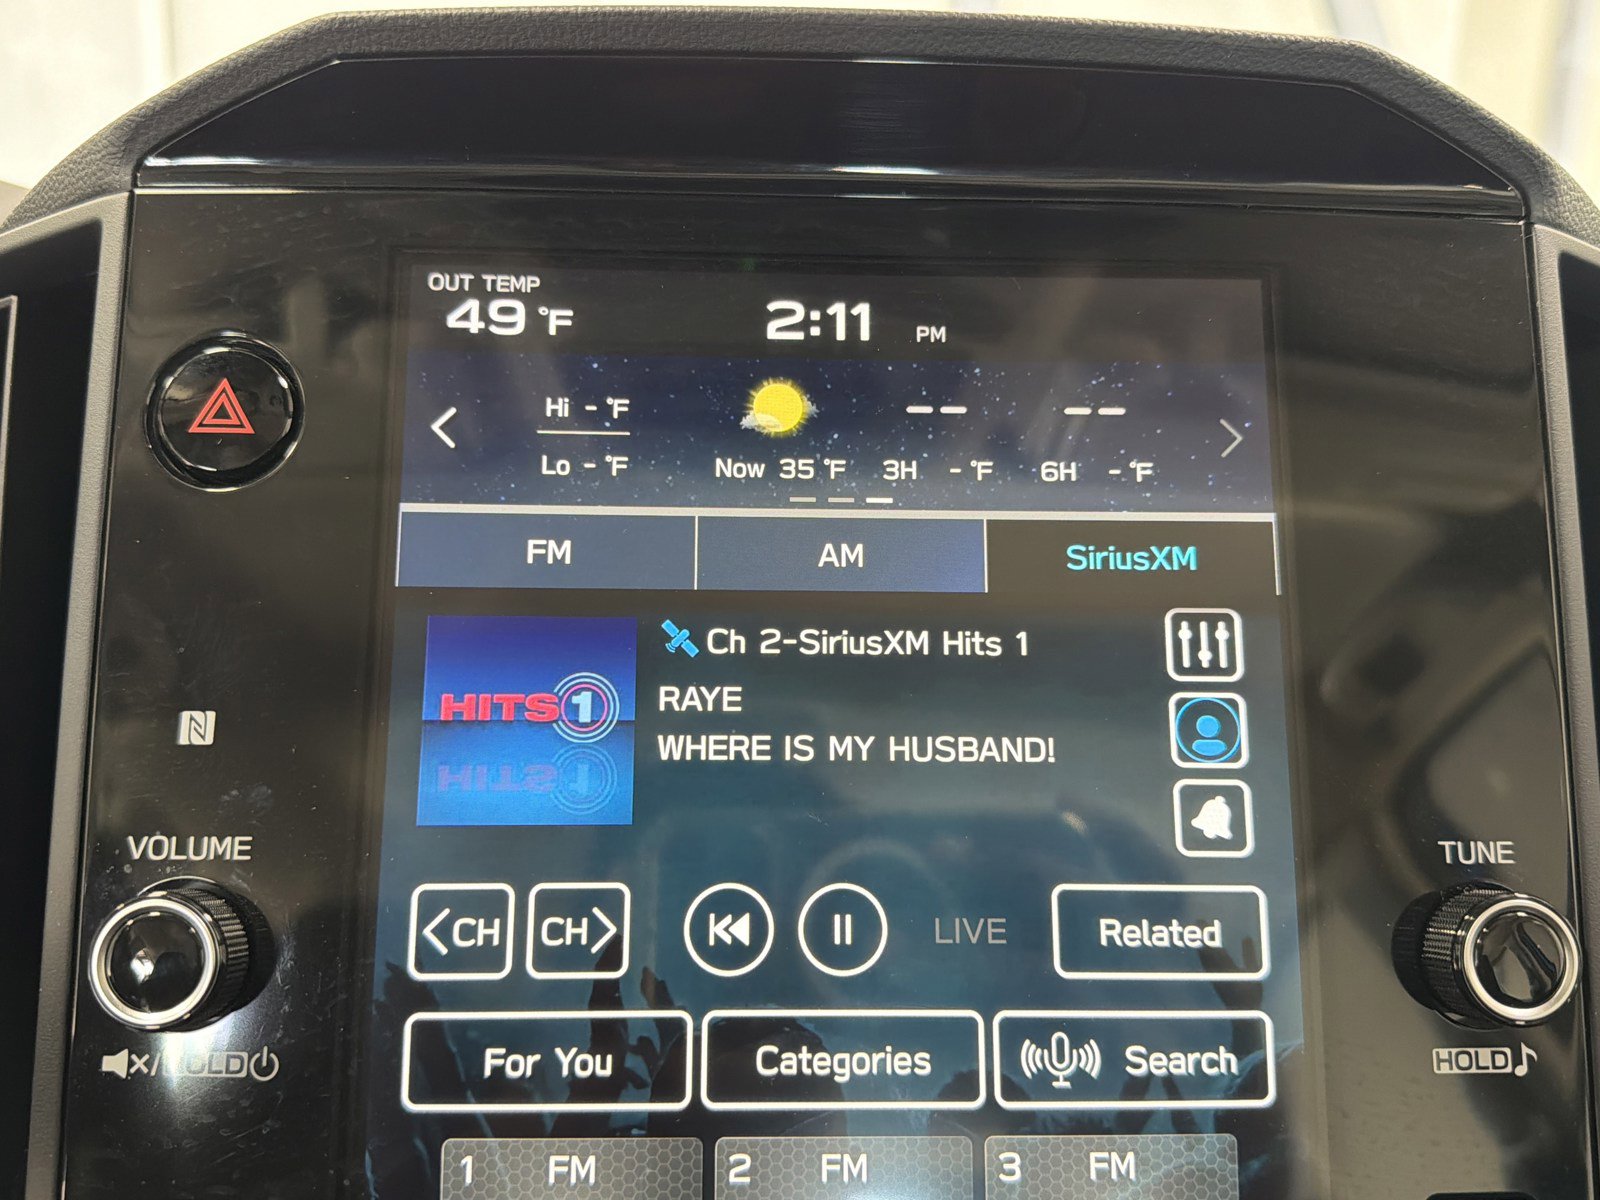 OUT TEMP
49 °F
2:11 PM
Hi - °F
Lo - °F
Now 35 °F
-- 
3H - °F
--
6H - °F
FM
AM
SiriusXM
HITS 1
Ch 2-SiriusXM Hits 1
RAYE
WHERE IS MY HUSBAND!
VOLUME
TUNE
<CH
CH>
LIVE
Related
HOLD
For You
Categories
Search
HOLD
1 FM
2 FM
3 FM